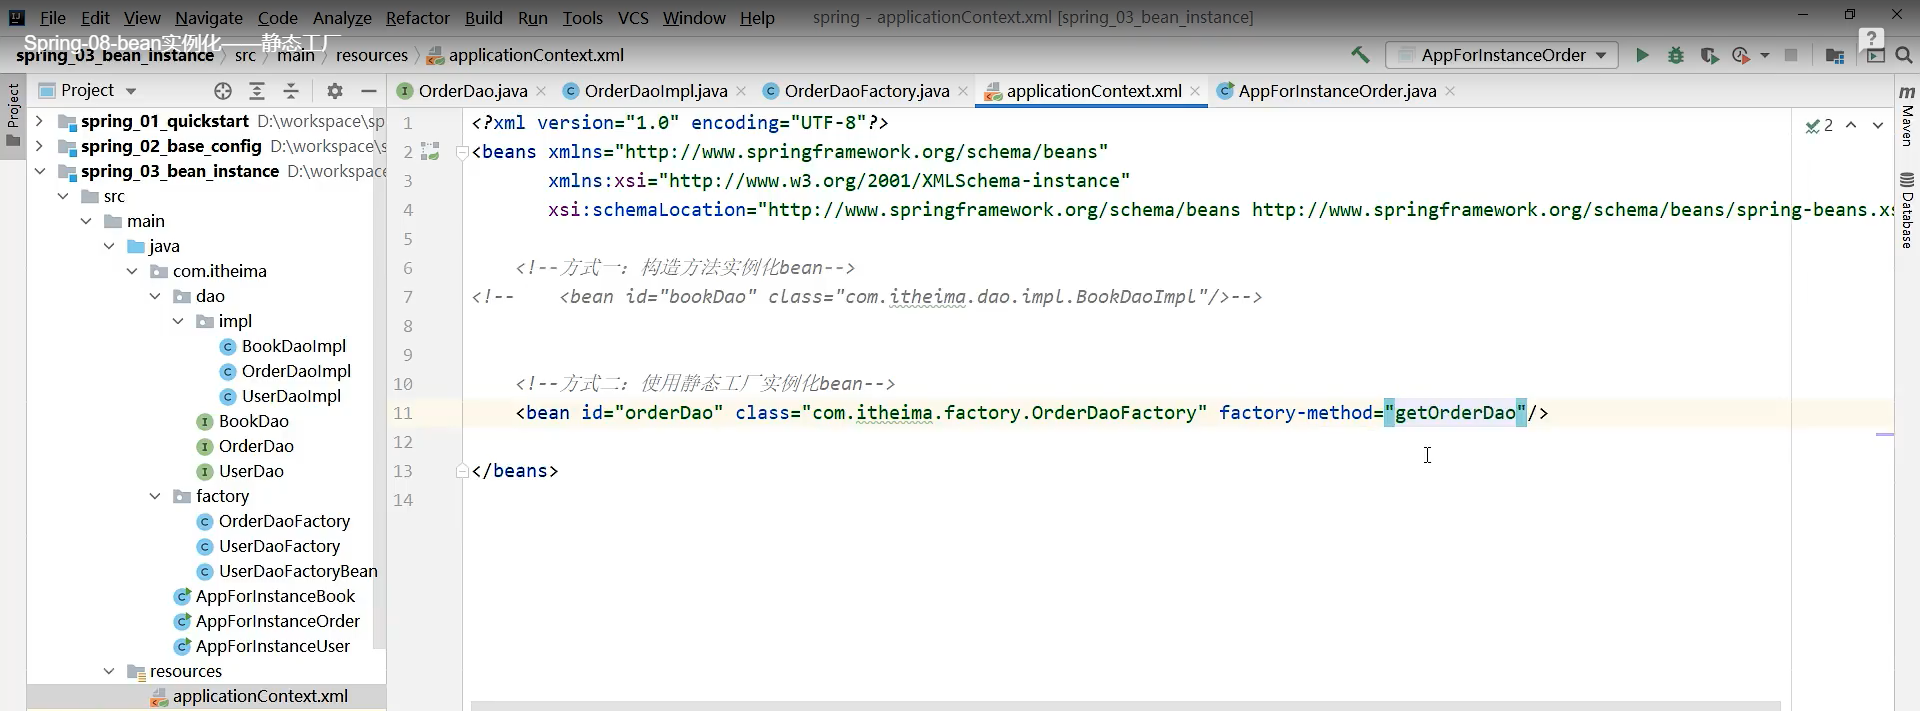 File Edit View Navigate Code Analyze Refactor Build Run Tools VCS Window Help spring - applicationContext.xml [spring_03_bean_instance]
Spring-08-bean实例化——静态工厂
spring_03_bean_instance src main resources applicationContext.xml AppForInstanceOrder
Project
Project
OrderDao.java OrderDaoImpl.java OrderDaoFactory.java applicationContext.xml AppForInstanceOrder.java
spring_01_quickstart D:\workspace\sp
spring_02_base_config D:\workspace\s
spring_03_bean_instance D:\workspace
src
main
java
com.itheima
dao
impl
BookDaoImpl
OrderDaoImpl
UserDaoImpl
BookDao
OrderDao
UserDao
factory
OrderDaoFactory
UserDaoFactory
UserDaoFactoryBean
AppForInstanceBook
AppForInstanceOrder
AppForInstanceUser
resources
applicationContext.xml
1 <?xml version="1.0" encoding="UTF-8"?>
2 <beans xmlns="http://www.springframework.org/schema/beans"
3 xmlns:xsi="http://www.w3.org/2001/XMLSchema-instance"
4 xsi:schemaLocation="http://www.springframework.org/schema/beans http://www.springframework.org/schema/beans/spring-beans.xs
5
6 <!--方式一：构造方法实例化bean-->
7 <!-- <bean id="bookDao" class="com.itheima.dao.impl.BookDaoImpl"/>-->
8
9
10 <!--方式二：使用静态工厂实例化bean-->
11 <bean id="orderDao" class="com.itheima.factory.OrderDaoFactory" factory-method="getOrderDao"/>
12
13 </beans>
14
2
Maven
Database